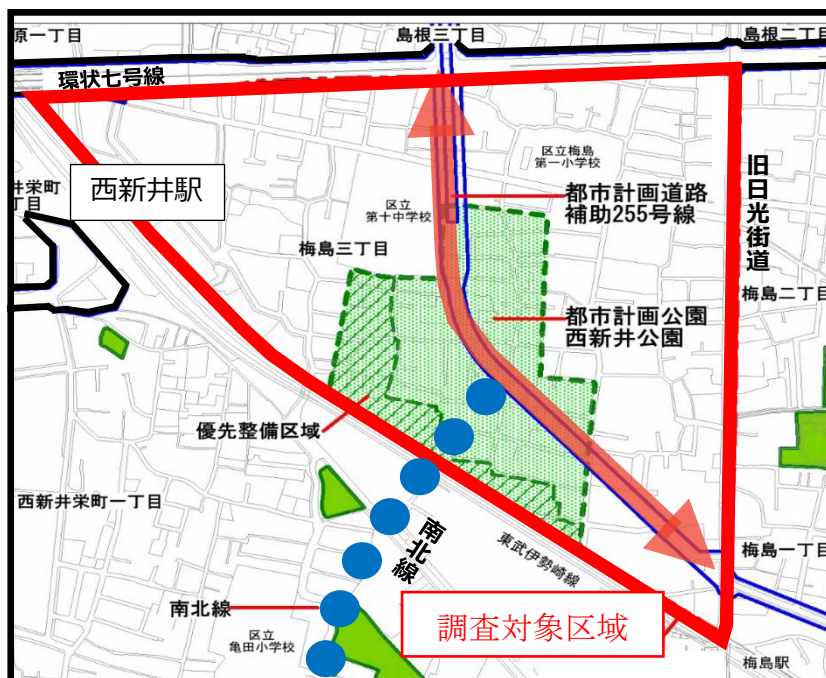 原一丁目
島根三丁目
島根二丁目
環状七号線
区立梅島
第一小学校
西新井駅
井栄町
丁目
区立
第十中学校
都市計画道路
補助255号線
旧日光街道
梅島三丁目
梅島二丁目
都市計画公園
西新井公園
優先整備区域
西新井栄町一丁目
南北線
東武伊勢崎線
梅島一丁目
南北線
区立
亀田小学校
調査対象区域
梅島駅